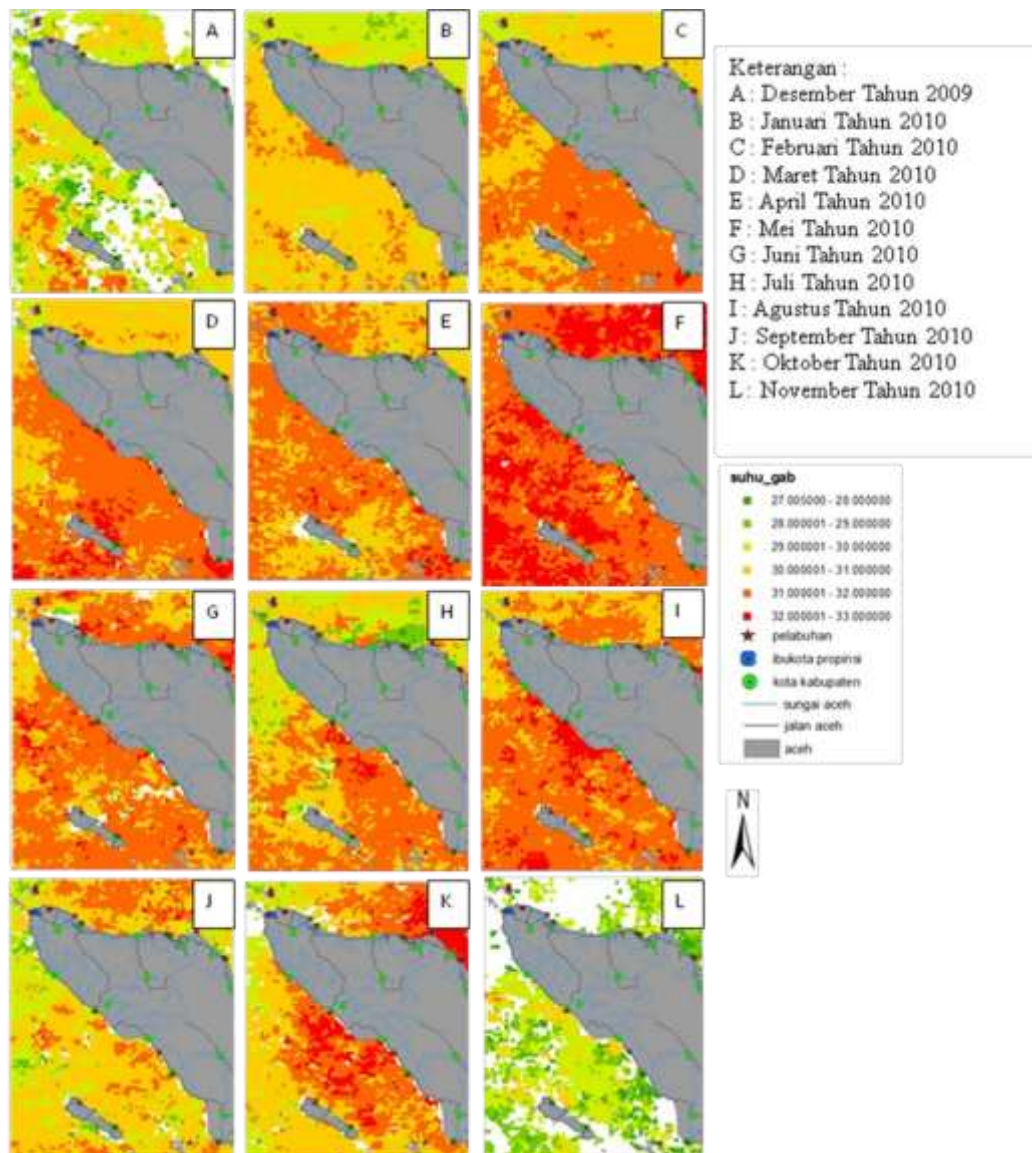 A
B
C
D
E
F
G
H
I
J
K
L
Keterangan :
A : Desember Tahun 2009
B : Januari Tahun 2010
C : Februari Tahun 2010
D : Maret Tahun 2010
E : April Tahun 2010
F : Mei Tahun 2010
G : Juni Tahun 2010
H : Juli Tahun 2010
I : Agustus Tahun 2010
J : September Tahun 2010
K : Oktober Tahun 2010
L : November Tahun 2010
suhu_gab
27.005000 - 28.000000
28.000001 - 29.000000
29.000001 - 30.000000
30.000001 - 31.000000
31.000001 - 32.000000
32.000001 - 33.000000
pelabuhan
ibukota propinsi
kota kabupaten
sungai aceh
jalan aceh
aceh
N